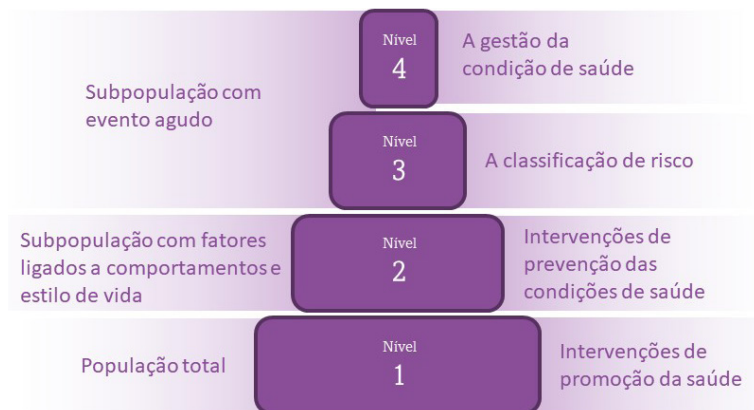 Subpopulação com
evento agudo
Nível
4
A gestão da
condição de saúde
Nível
3
A classificação de risco
Subpopulação com fatores
ligados a comportamentos e
estilo de vida
Nível
2
Intervenções de
prevenção das
condições de saúde
População total
Nível
1
Intervenções de
promoção da saúde